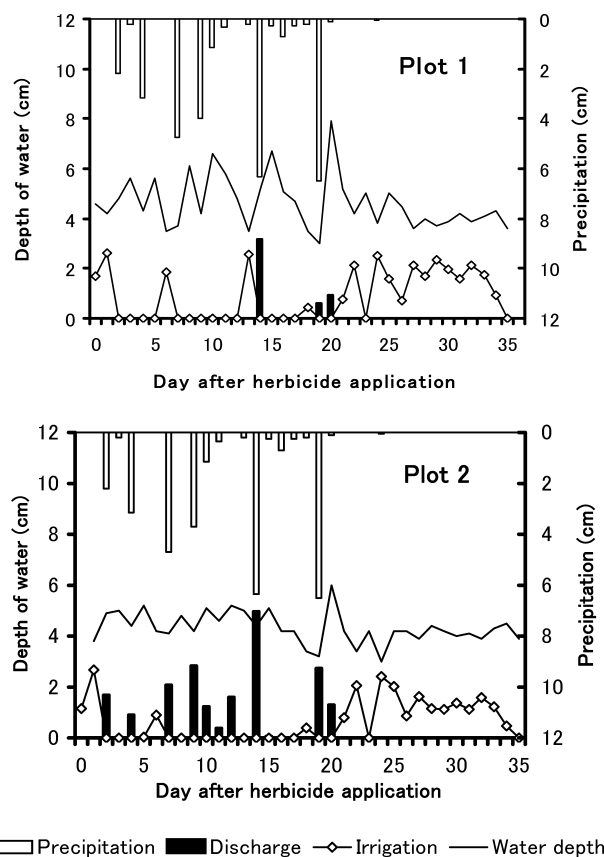 Plot 1
Depth of water (cm)
12
10
8
6
4
2
0
Precipitation (cm)
0
2
4
6
8
10
12
0 5 10 15 20 25 30 35
Day after herbicide application
Plot 2
Depth of water (cm)
12
10
8
6
4
2
0
Precipitation (cm)
0
2
4
6
8
10
12
0 5 10 15 20 25 30 35
Day after herbicide application
Precipitation Discharge Irrigation Water depth